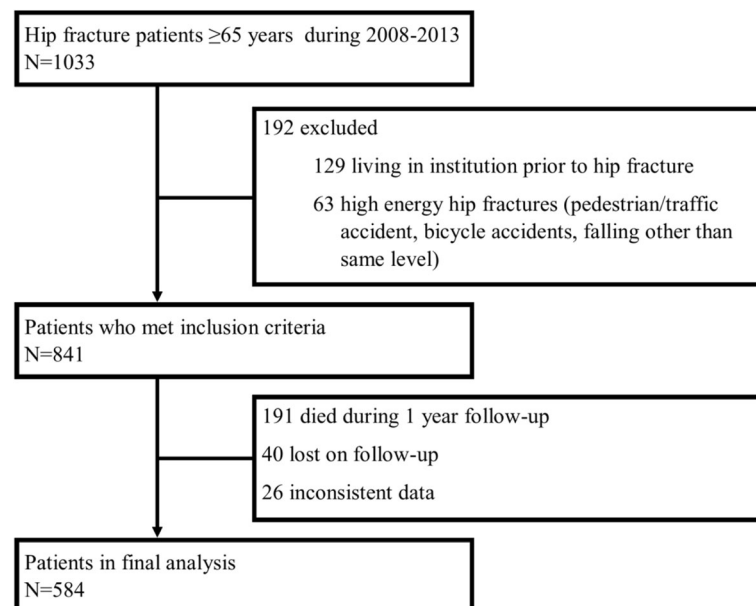 Hip fracture patients ≥65 years during 2008-2013
N=1033
192 excluded
129 living in institution prior to hip fracture
63 high energy hip fractures (pedestrian/traffic
accident, bicycle accidents, falling other than
same level)
Patients who met inclusion criteria
N=841
191 died during 1 year follow-up
40 lost on follow-up
26 inconsistent data
Patients in final analysis
N=584